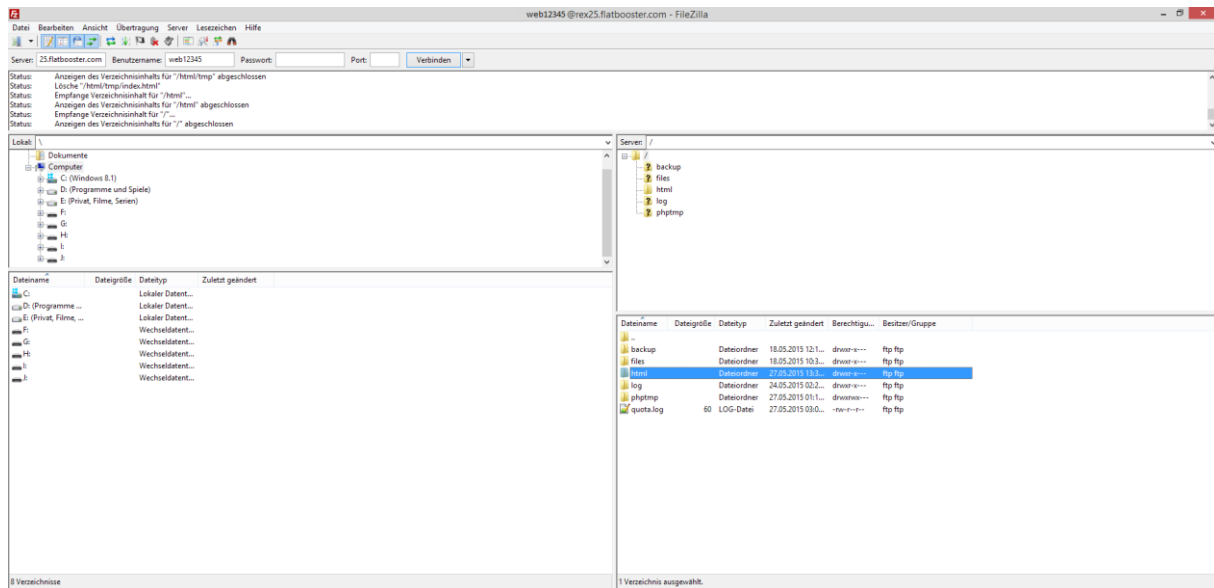 web12345@rex25.flatbooster.com - FileZilla
Datei Bearbeiten Ansicht Übertragung Server Lesezeichen Hilfe
Server: 25.flatbooster.com Benutzername: web12345 Passwort: Port: Verbinden
Status: Anzeigen des Verzeichnisinhalts für "/html/tmp" abgeschlossen
Status: Lösche "/html/tmp/index.html"
Status: Empfange Verzeichnisinhalt für "/html"...
Status: Anzeigen des Verzeichnisinhalts für "/html" abgeschlossen
Status: Empfange Verzeichnisinhalt für "/"...
Status: Anzeigen des Verzeichnisinhalts für "/" abgeschlossen
Lokal: \
Dokumente
Computer
C: (Windows 8.1)
D: (Programme und Spiele)
E: (Privat, Filme, Serien)
F:
G:
H:
I:
J:
Dateiname Dateigröße Dateityp Zuletzt geändert
C: Lokaler Datent...
D: (Programme ... Lokaler Datent...
E: (Privat, Filme, ... Lokaler Datent...
F: Wechseldatent...
G: Wechseldatent...
H: Wechseldatent...
I: Wechseldatent...
J: Wechseldatent...
8 Verzeichnisse
Server: /
/
backup
files
html
log
phptmp
Dateiname Dateigröße Dateityp Zuletzt geändert Berechtigu... Besitzer/Gruppe
..
backup Dateiordner 18.05.2015 12:1... drwxr-x--- ftp ftp
files Dateiordner 18.05.2015 10:3... drwxr-x--- ftp ftp
html Dateiordner 27.05.2015 13:3... drwxr-x--- ftp ftp
log Dateiordner 24.05.2015 02:2... drwxr-x--- ftp ftp
phptmp Dateiordner 27.05.2015 01:1... drwxrwx--- ftp ftp
quota.log 60 LOG-Datei 27.05.2015 03:0... -rw-r--r-- ftp ftp
1 Verzeichnis ausgewählt.